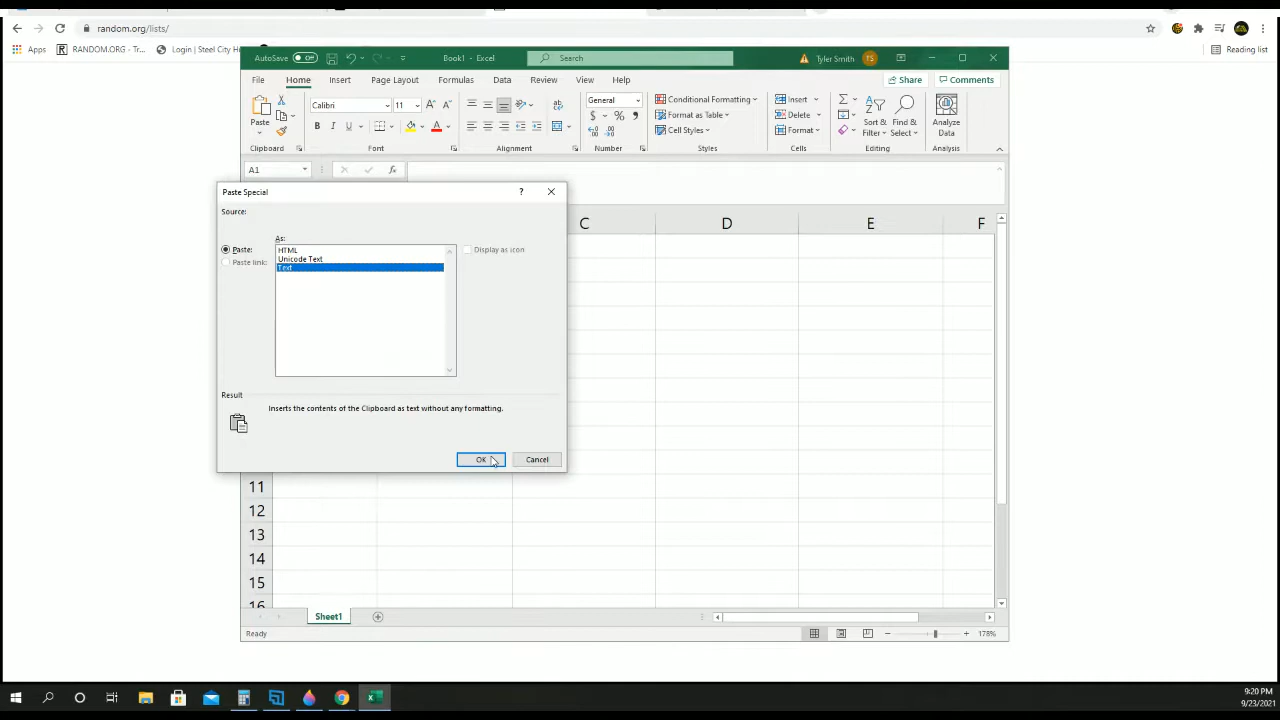 random.org/lists/
Apps
RANDOM.ORG - Tr...
Login | Steel City H
Reading list
AutoSave
Off
Book1 - Excel
Search
Tyler Smith
TS
File
Home
Insert
Page Layout
Formulas
Data
Review
View
Help
Share
Comments
Paste
Calibri
11
B I U
General
$ % ,
Conditional Formatting
Format as Table
Cell Styles
Insert
Delete
Format
Sort &
Filter
Find &
Select
Analyze
Data
Clipboard
Font
Alignment
Number
Styles
Cells
Editing
Analysis
A1
fx
Paste Special
?
Source:
As:
Paste:
Paste link:
HTML
Unicode Text
Text
Display as icon
Result
Inserts the contents of the Clipboard as text without any formatting.
OK
Cancel
C D E F
11
12
13
14
15
16
Sheet1
Ready
178%
9:20 PM
9/23/2021